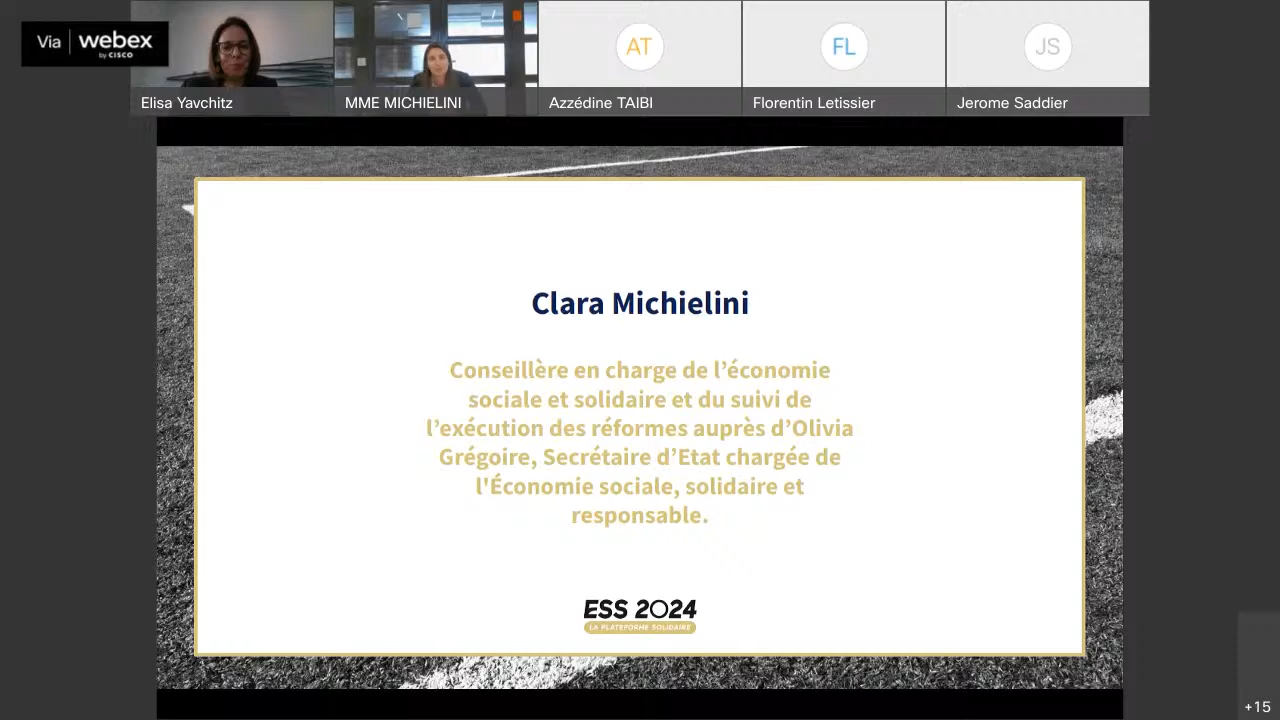 Via webex
by CISCO
Elisa Yavchitz
MME MICHIELINI
AT
Azzédine TAIBI
FL
Florentin Letissier
JS
Jerome Saddier
Clara Michielini
Conseillère en charge de l’économie
sociale et solidaire et du suivi de
l’exécution des réformes auprès d’Olivia
Grégoire, Secrétaire d’Etat chargée de
l'Économie sociale, solidaire et
responsable.
ESS 2024
LA PLATEFORME SOLIDAIRE
+15